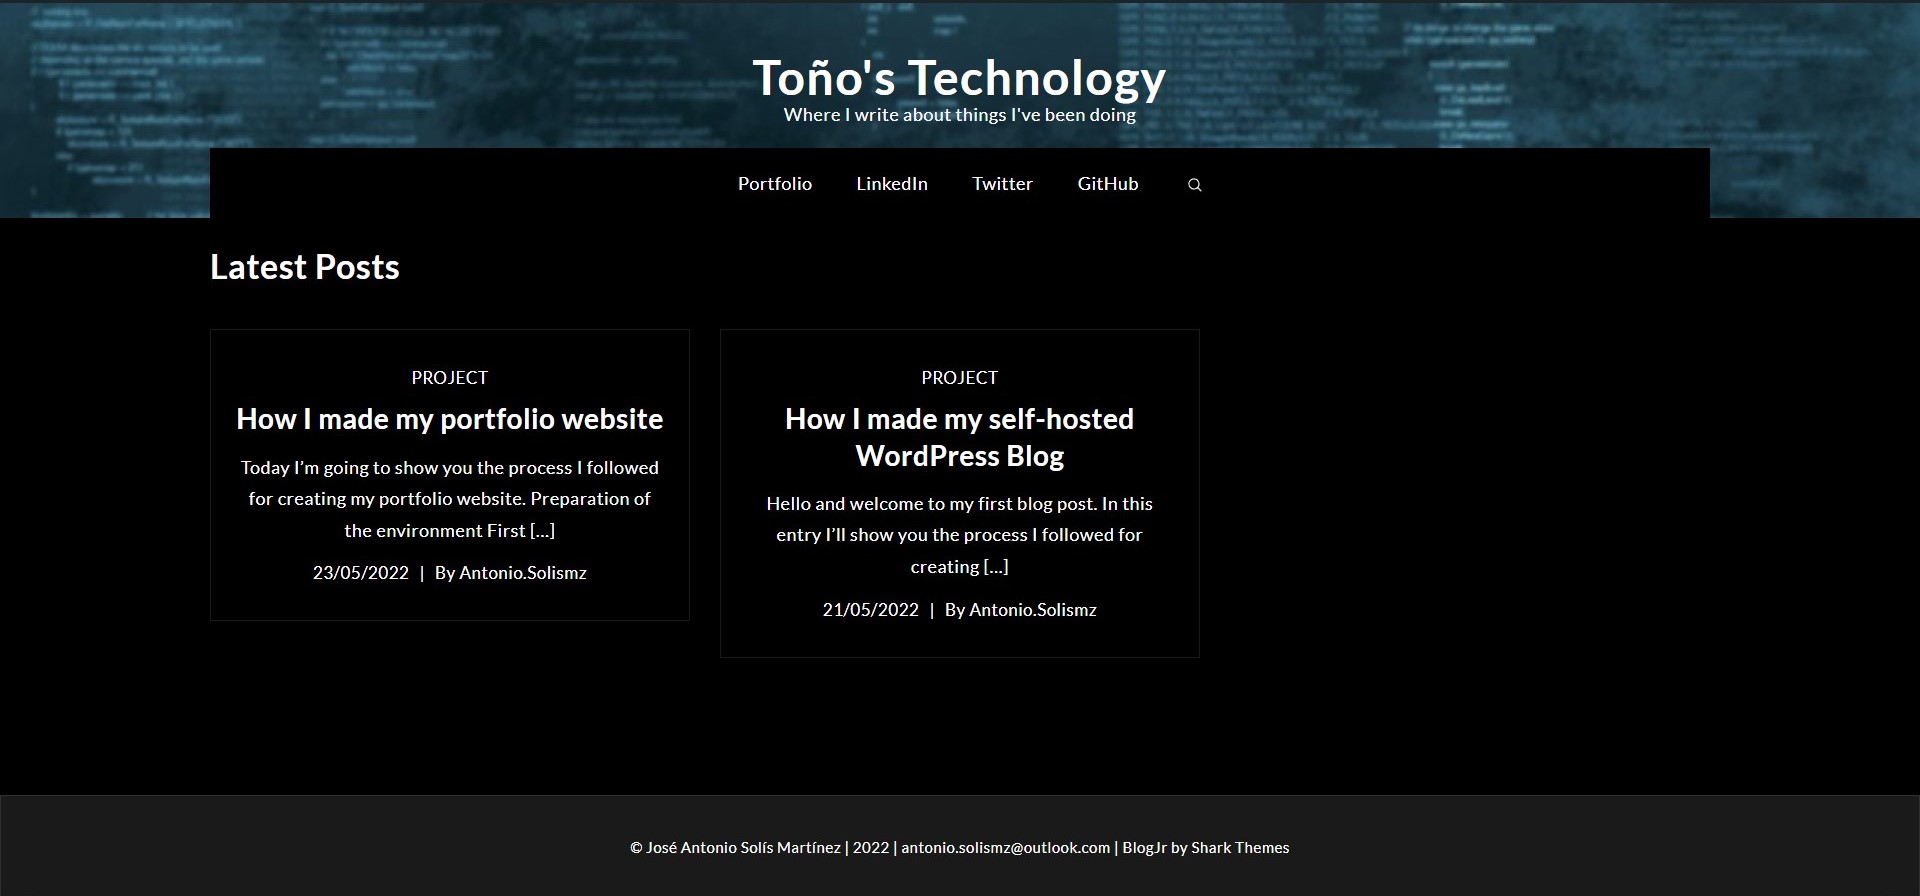 Toño's Technology
Where I write about things I've been doing
Portfolio LinkedIn Twitter GitHub
Latest Posts
PROJECT
How I made my portfolio website
Today I’m going to show you the process I followed
for creating my portfolio website. Preparation of
the environment First [...]
23/05/2022 | By Antonio.Solismz
PROJECT
How I made my self-hosted
WordPress Blog
Hello and welcome to my first blog post. In this
entry I’ll show you the process I followed for
creating [...]
21/05/2022 | By Antonio.Solismz
© José Antonio Solís Martínez | 2022 | antonio.solismz@outlook.com | BlogJr by Shark Themes